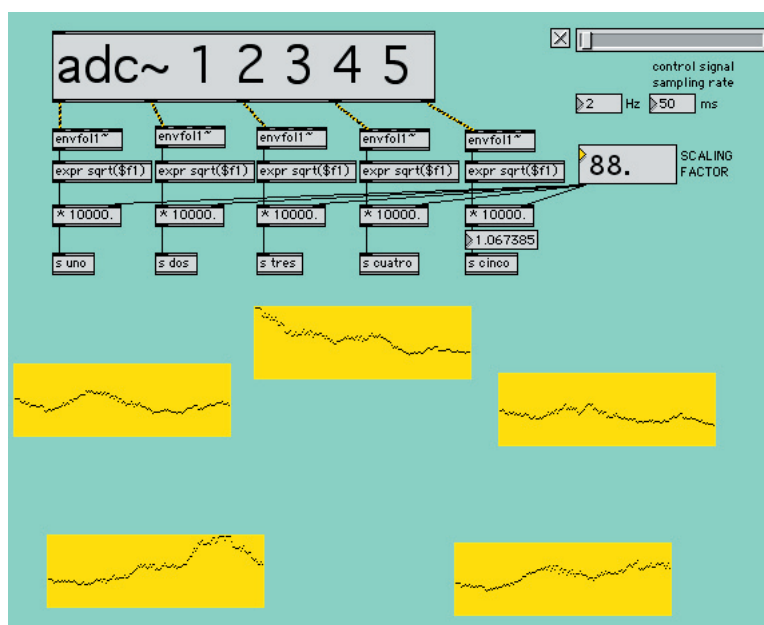 adc~ 1 2 3 4 5
control signal
sampling rate
2 Hz 50 ms
envfol1~ envfol1~ envfol1~ envfol1~ envfol1~
expr sqrt($f1) expr sqrt($f1) expr sqrt($f1) expr sqrt($f1) expr sqrt($f1)
88.
SCALING
FACTOR
* 10000. * 10000. * 10000. * 10000. * 10000.
1.067385
s uno s dos s tres s cuatro s cinco